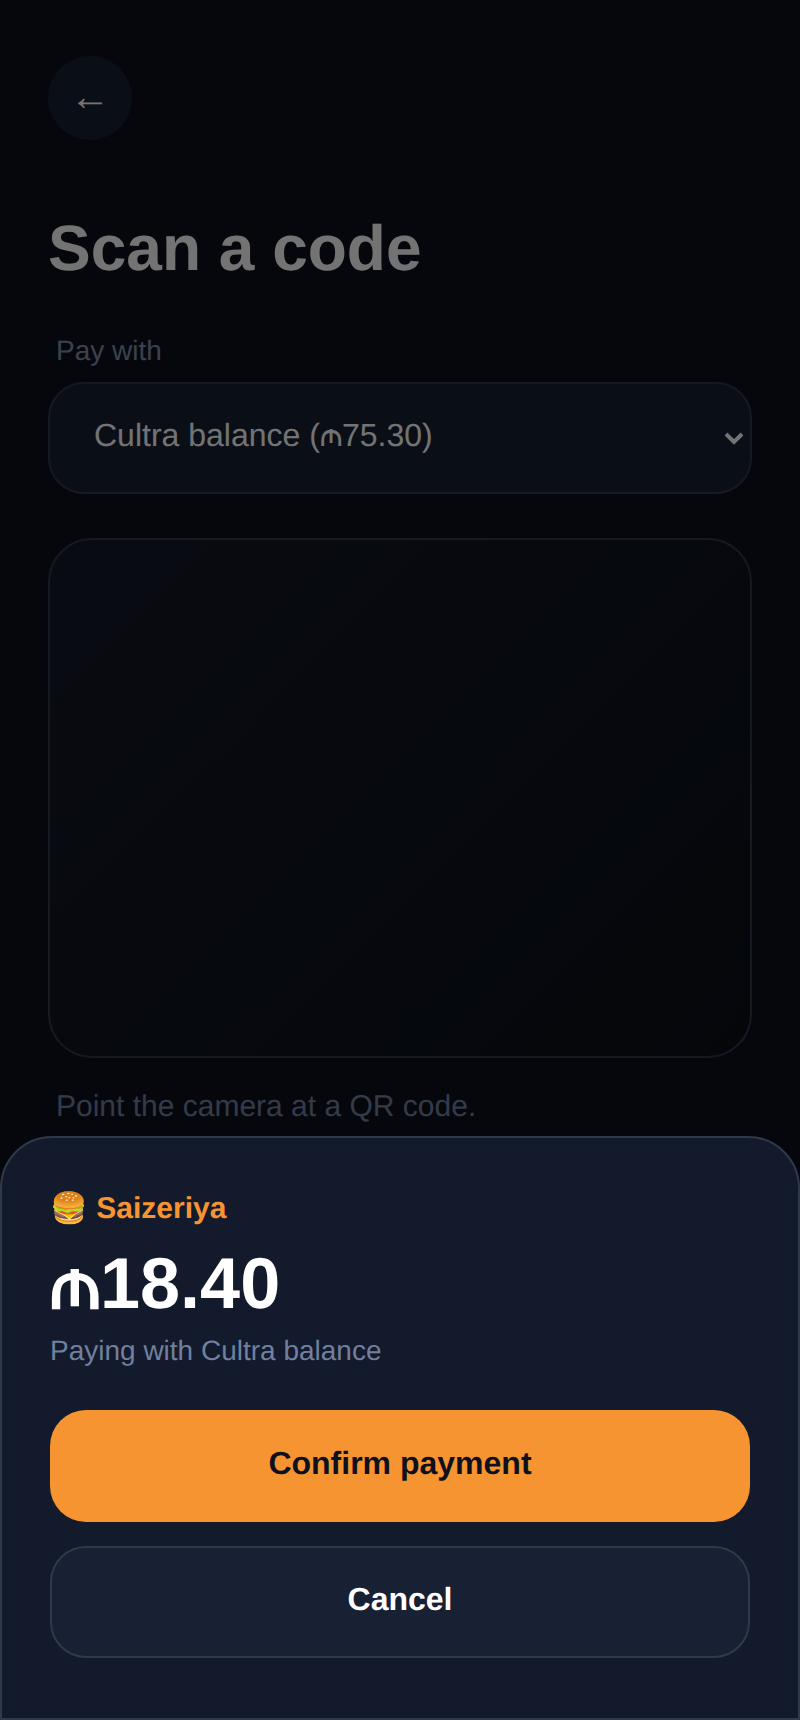 ←
Scan a code
Pay with
Cultra balance (₼75.30)
Point the camera at a QR code.
🍔 Saizeriya
₼18.40
Paying with Cultra balance
Confirm payment
Cancel